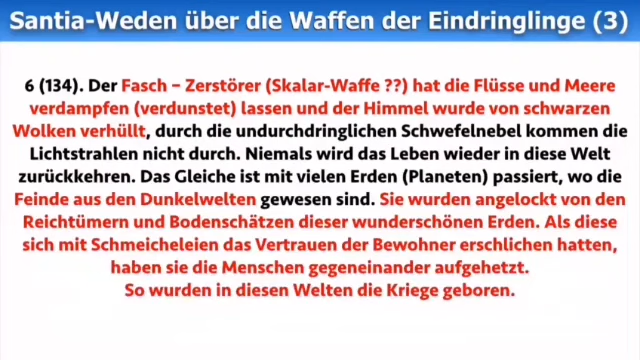 Santia-Weden über die Waffen der Eindringlinge (3)
6 (134). Der Fasch – Zerstörer (Skalar-Waffe ??) hat die Flüsse und Meere
verdampfen (verdunstet) lassen und der Himmel wurde von schwarzen
Wolken verhüllt, durch die undurchdringlichen Schwefelnebel kommen die
Lichtstrahlen nicht durch. Niemals wird das Leben wieder in diese Welt
zurückkehren. Das Gleiche ist mit vielen Erden (Planeten) passiert, wo die
Feinde aus den Dunkelwelten gewesen sind. Sie wurden angelockt von den
Reichtümern und Bodenschätzen dieser wunderschönen Erden. Als diese
sich mit Schmeicheleien das Vertrauen der Bewohner erschlichen hatten,
haben sie die Menschen gegeneinander aufgehetzt.
So wurden in diesen Welten die Kriege geboren.